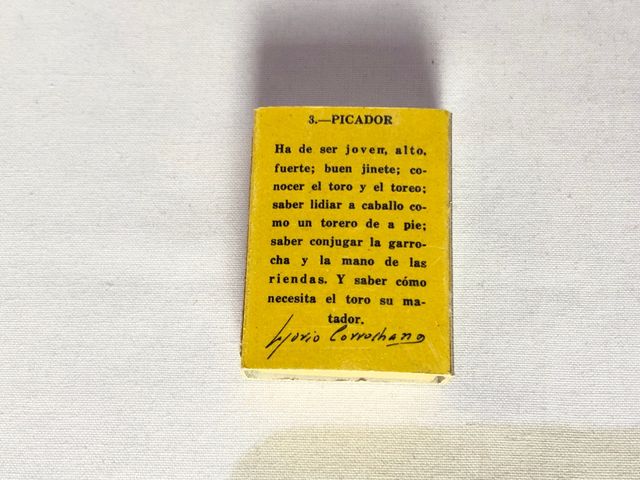 3.—PICADOR
Ha de ser joven, alto,
fuerte; buen jinete; co-
nocer el toro y el toreo;
saber lidiar a caballo co-
mo un torero de a pie;
saber conjugar la garro-
cha y la mano de las
riendas. Y saber cómo
necesita el toro su ma-
tador.
Gregorio Corrochano